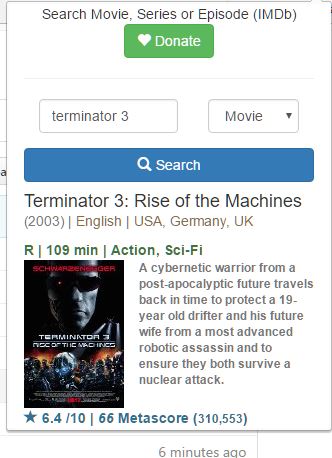 Search Movie, Series or Episode (IMDb)
Donate
terminator 3
Movie
Search
Terminator 3: Rise of the Machines
(2003) | English | USA, Germany, UK
R | 109 min | Action, Sci-Fi
SCHWARZENEGGER
TERMINATOR 3
RISE OF THE MACHINES
A cybernetic warrior from a
post-apocalyptic future travels
back in time to protect a 19-
year old drifter and his future
wife from a most advanced
robotic assassin and to
ensure they both survive a
nuclear attack.
6.4 /10 | 66 Metascore (310,553)
6 minutes ago